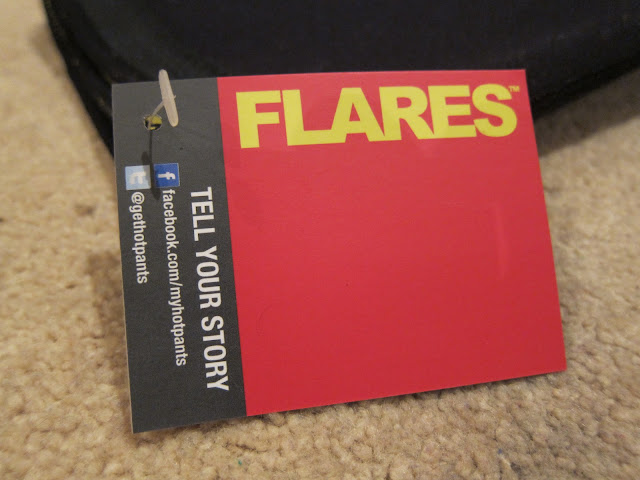 FLARES™
TELL YOUR STORY
f facebook.com/myhotpants
t @gethotpants